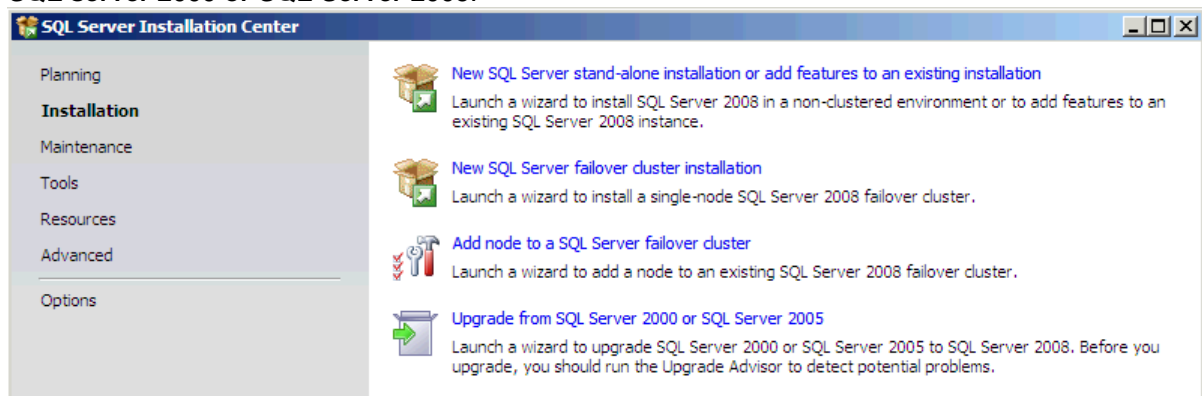 SQL Server Installation Center
Planning
Installation
Maintenance
Tools
Resources
Advanced
Options
New SQL Server stand-alone installation or add features to an existing installation
Launch a wizard to install SQL Server 2008 in a non-clustered environment or to add features to an
existing SQL Server 2008 instance.
New SQL Server failover cluster installation
Launch a wizard to install a single-node SQL Server 2008 failover cluster.
Add node to a SQL Server failover cluster
Launch a wizard to add a node to an existing SQL Server 2008 failover cluster.
Upgrade from SQL Server 2000 or SQL Server 2005
Launch a wizard to upgrade SQL Server 2000 or SQL Server 2005 to SQL Server 2008. Before you
upgrade, you should run the Upgrade Advisor to detect potential problems.